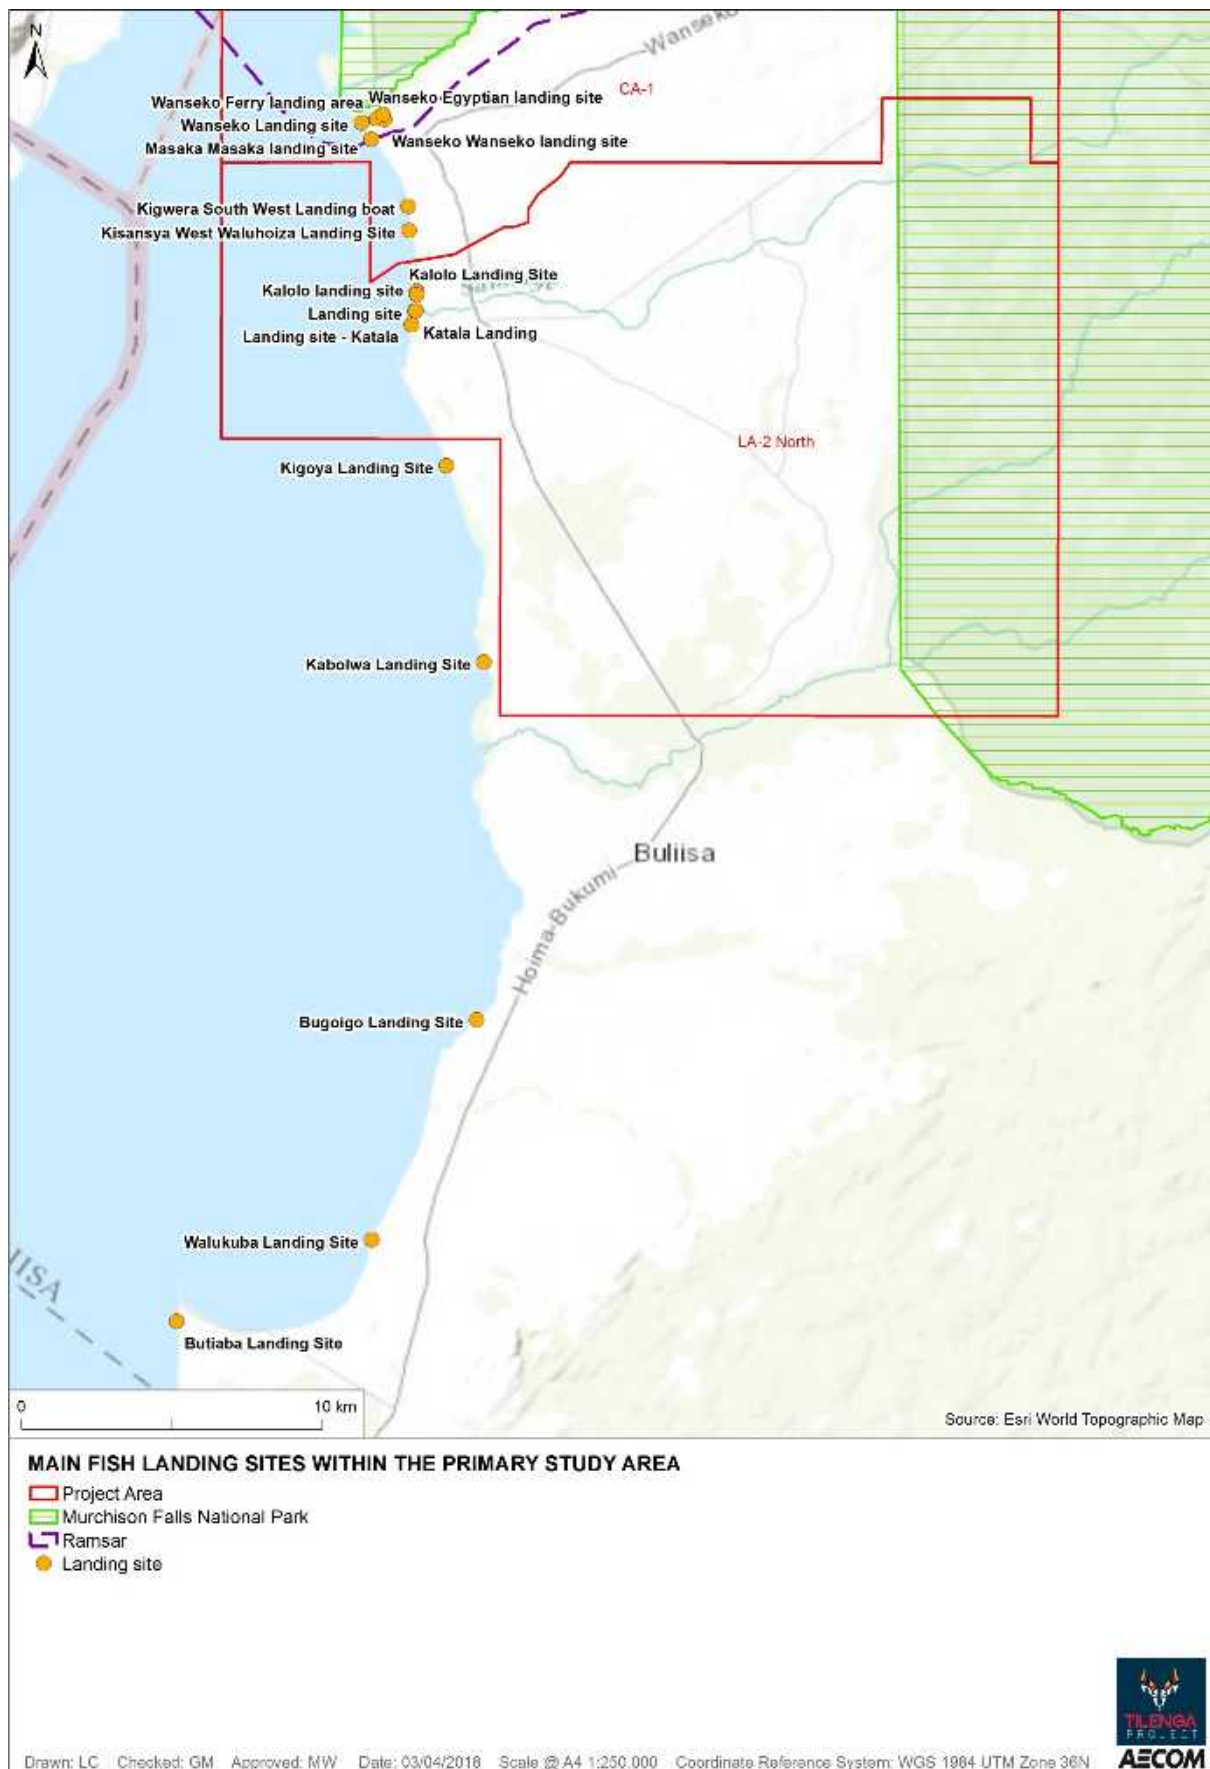 N
Wanseko
CA-1
Wanseko Ferry landing area
Wanseko Egyptian landing site
Wanseko Landing site
Masaka Masaka landing site
Wanseko Wanseko landing site
Kigwera South West Landing boat
Kisansya West Waluhoiza Landing Site
Kalolo Landing Site
Kalolo landing site
Landing site
Landing site - Katala
Katala Landing
LA-2 North
Kigoya Landing Site
Kabolwa Landing Site
Buliisa
Hoima-Bukumi
Bugoigo Landing Site
Walukuba Landing Site
IISA
Butiaba Landing Site
0 10 km
Source: Esri World Topographic Map
MAIN FISH LANDING SITES WITHIN THE PRIMARY STUDY AREA
Project Area
Murchison Falls National Park
Ramsar
Landing site
TILENGA
PROJECT
AECOM
Drawn: LC Checked: GM Approved: MW Date: 03/04/2018 Scale @ A4 1:250,000 Coordinate Reference System: WGS 1984 UTM Zone 36N